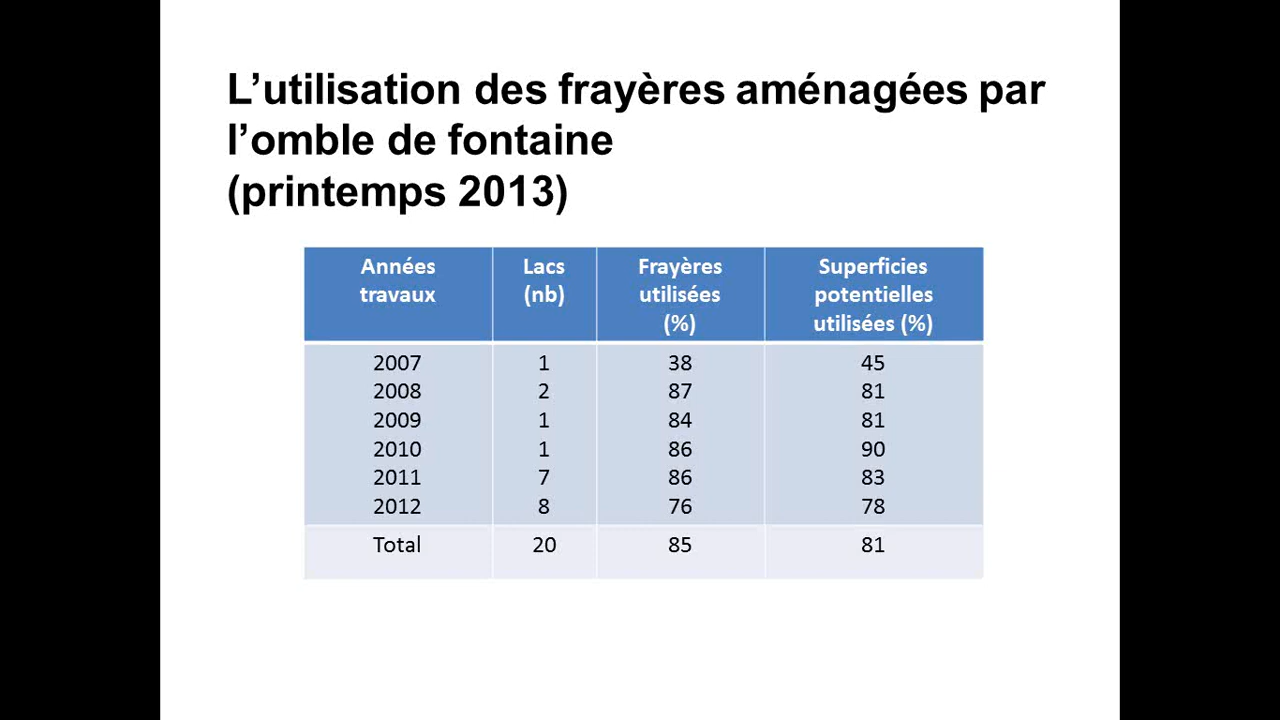 L’utilisation des frayères aménagées par
l’omble de fontaine
(printemps 2013)
Années travaux | Lacs (nb) | Frayères utilisées (%) | Superficies potentielles utilisées (%)
2007 | 1 | 38 | 45
2008 | 2 | 87 | 81
2009 | 1 | 84 | 81
2010 | 1 | 86 | 90
2011 | 7 | 86 | 83
2012 | 8 | 76 | 78
Total | 20 | 85 | 81